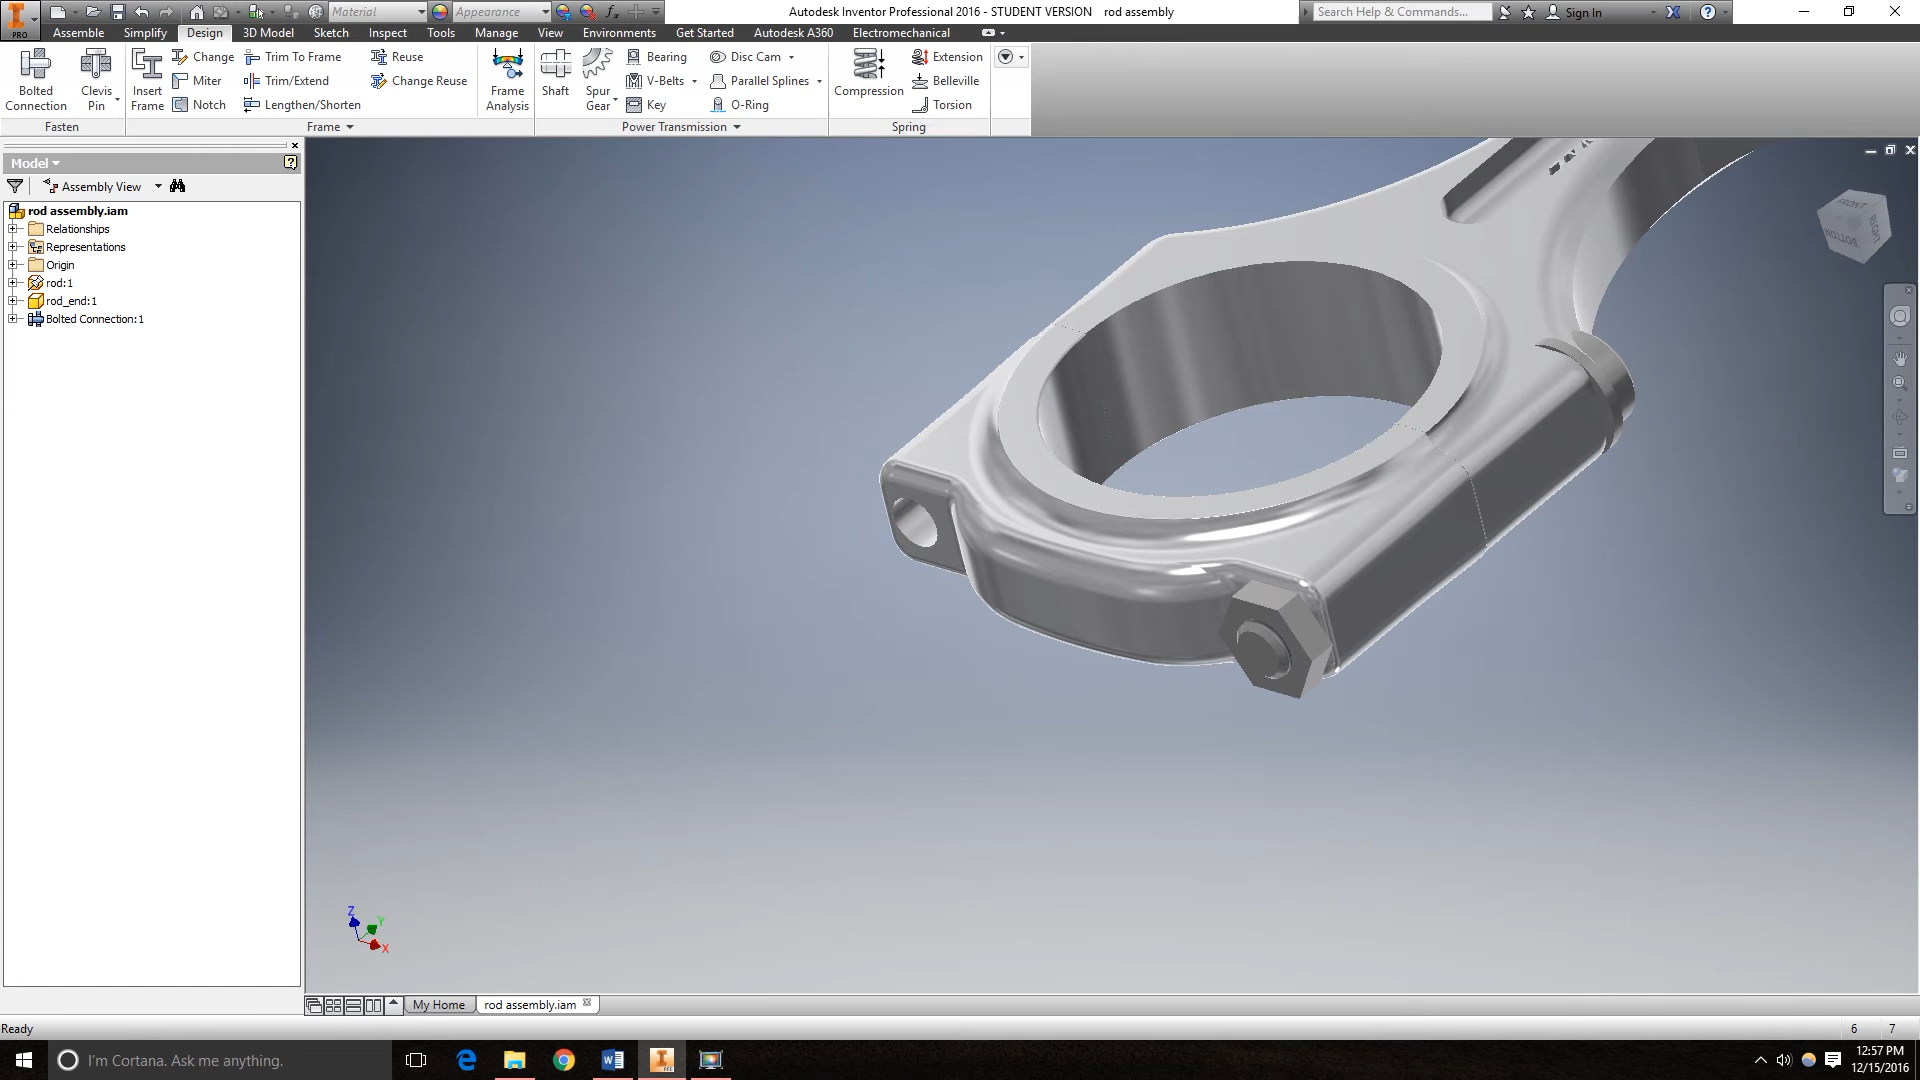 Material
Appearance
Autodesk Inventor Professional 2016 - STUDENT VERSION rod assembly
Search Help & Commands...
Sign In
PRO
Assemble Simplify Design 3D Model Sketch Inspect Tools Manage View Environments Get Started Autodesk A360 Electromechanical
Bolted Connection
Clevis Pin
Fasten
Insert Frame
Change
Miter
Notch
Trim To Frame
Trim/Extend
Lengthen/Shorten
Reuse
Change Reuse
Frame
Frame Analysis
Shaft
Spur Gear
Bearing
V-Belts
Key
Disc Cam
Parallel Splines
O-Ring
Power Transmission
Compression
Extension
Belleville
Torsion
Spring
Model
Assembly View
rod assembly.iam
Relationships
Representations
Origin
rod:1
rod_end:1
Bolted Connection:1
FRONT
RIGHT
BOTTOM
Z
Y
X
My Home
rod assembly.iam
Ready
6 7
I'm Cortana. Ask me anything.
12:57 PM
12/15/2016